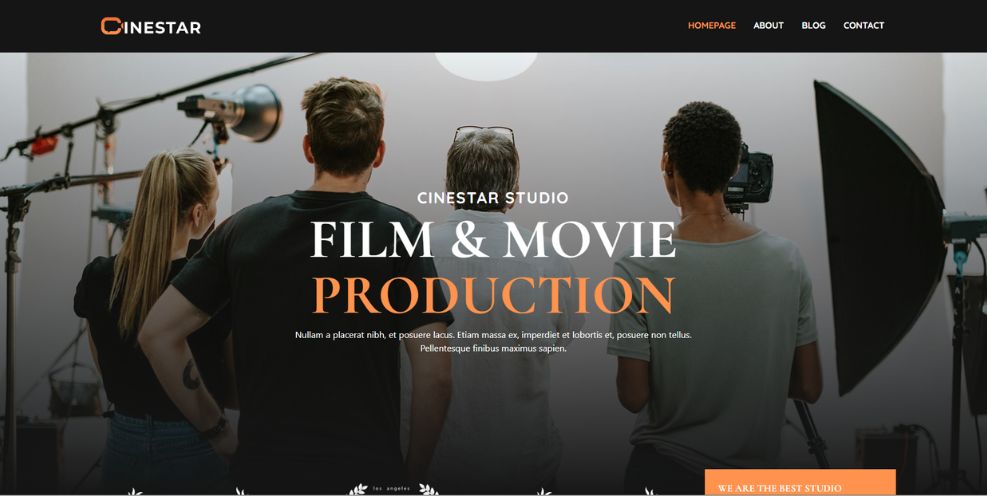 CINESTAR
HOMEPAGE ABOUT BLOG CONTACT
CINESTAR STUDIO
FILM & MOVIE
PRODUCTION
Nullam a placerat nibh, et posuere lacus. Etiam massa ex, imperdiet et lobortis et, posuere non tellus.
Pellentesque finibus maximus sapien.
los angeles
WE ARE THE BEST STUDIO